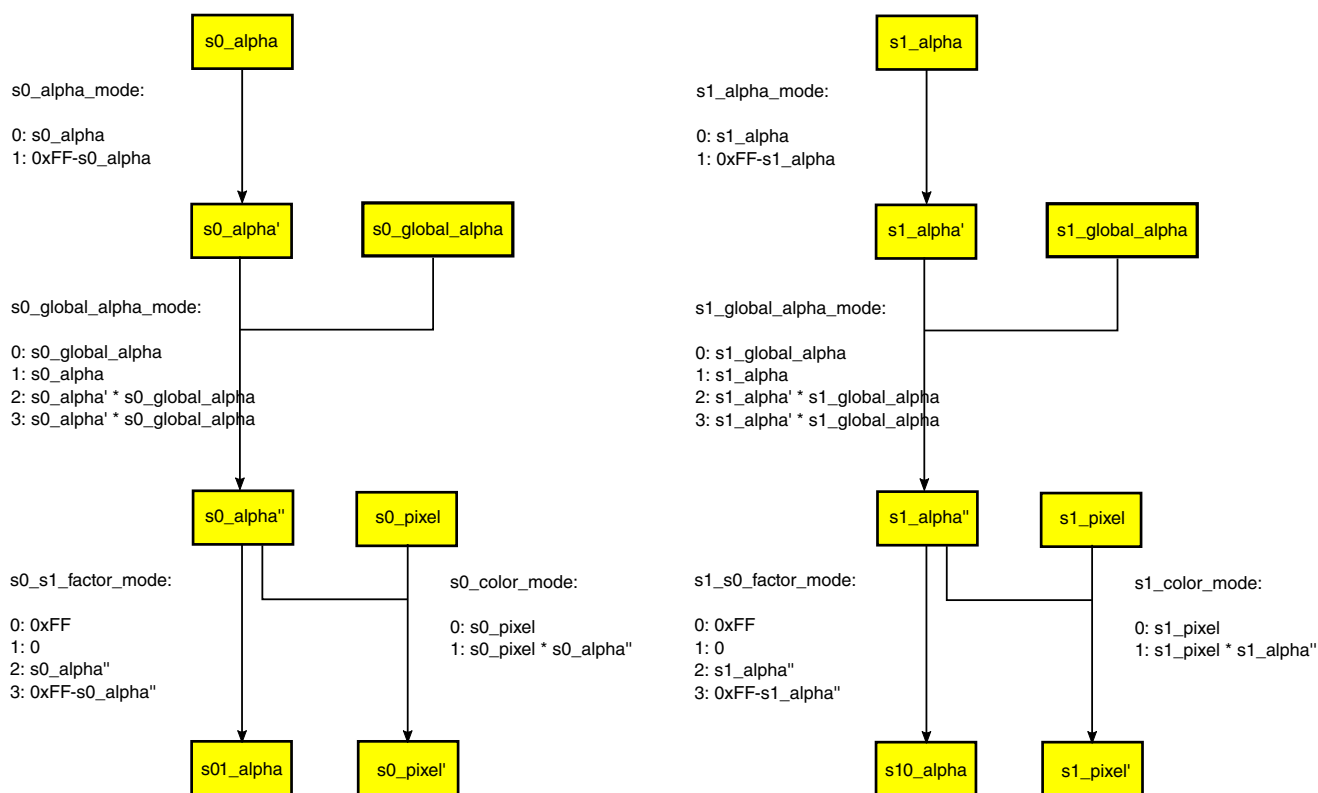 s0_alpha
s0_alpha_mode:
0: s0_alpha
1: 0xFF-s0_alpha
s0_alpha'
s0_global_alpha
s0_global_alpha_mode:
0: s0_global_alpha
1: s0_alpha
2: s0_alpha' * s0_global_alpha
3: s0_alpha' * s0_global_alpha
s0_alpha"
s0_pixel
s0_s1_factor_mode:
0: 0xFF
1: 0
2: s0_alpha"
3: 0xFF-s0_alpha"
s0_color_mode:
0: s0_pixel
1: s0_pixel * s0_alpha"
s01_alpha
s0_pixel'
s1_alpha
s1_alpha_mode:
0: s1_alpha
1: 0xFF-s1_alpha
s1_alpha'
s1_global_alpha
s1_global_alpha_mode:
0: s1_global_alpha
1: s1_alpha
2: s1_alpha' * s1_global_alpha
3: s1_alpha' * s1_global_alpha
s1_alpha"
s1_pixel
s1_s0_factor_mode:
0: 0xFF
1: 0
2: s1_alpha"
3: 0xFF-s1_alpha"
s1_color_mode:
0: s1_pixel
1: s1_pixel * s1_alpha"
s10_alpha
s1_pixel'